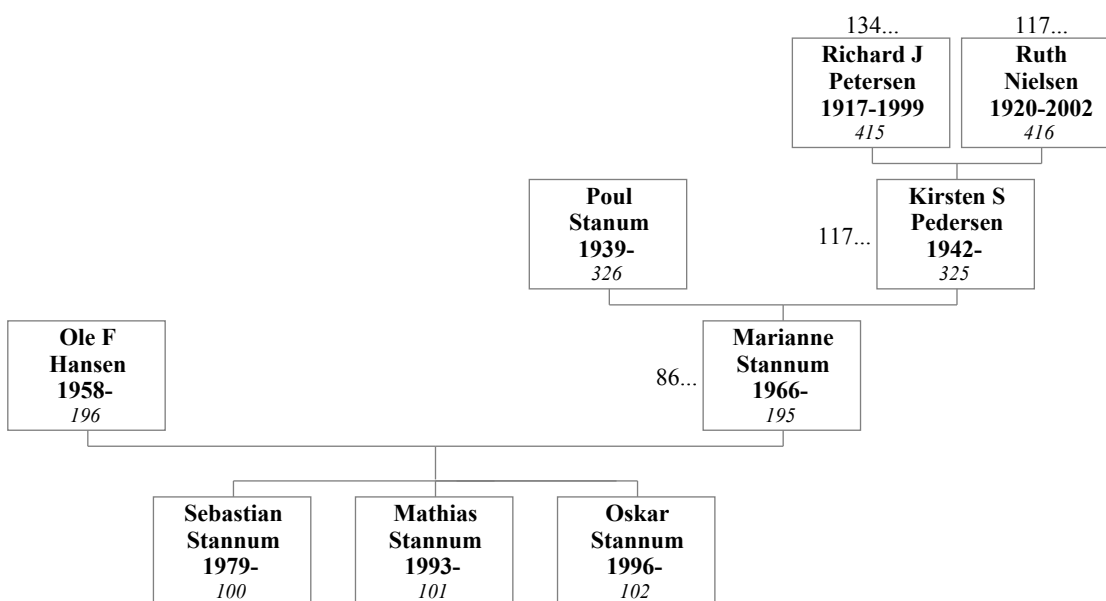 134...
117...
Richard J
Petersen
1917-1999
415
Ruth
Nielsen
1920-2002
416
Poul
Stanum
1939-
326
117...
Kirsten S
Pedersen
1942-
325
Ole F
Hansen
1958-
196
86...
Marianne
Stannum
1966-
195
Sebastian
Stannum
1979-
100
Mathias
Stannum
1993-
101
Oskar
Stannum
1996-
102